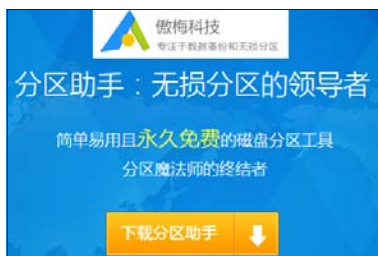 傲梅科技
专注于数据备份和无损分区
分区助手：无损分区的领导者
简单易用且永久免费的磁盘分区工具
分区魔法师的终结者
下载分区助手